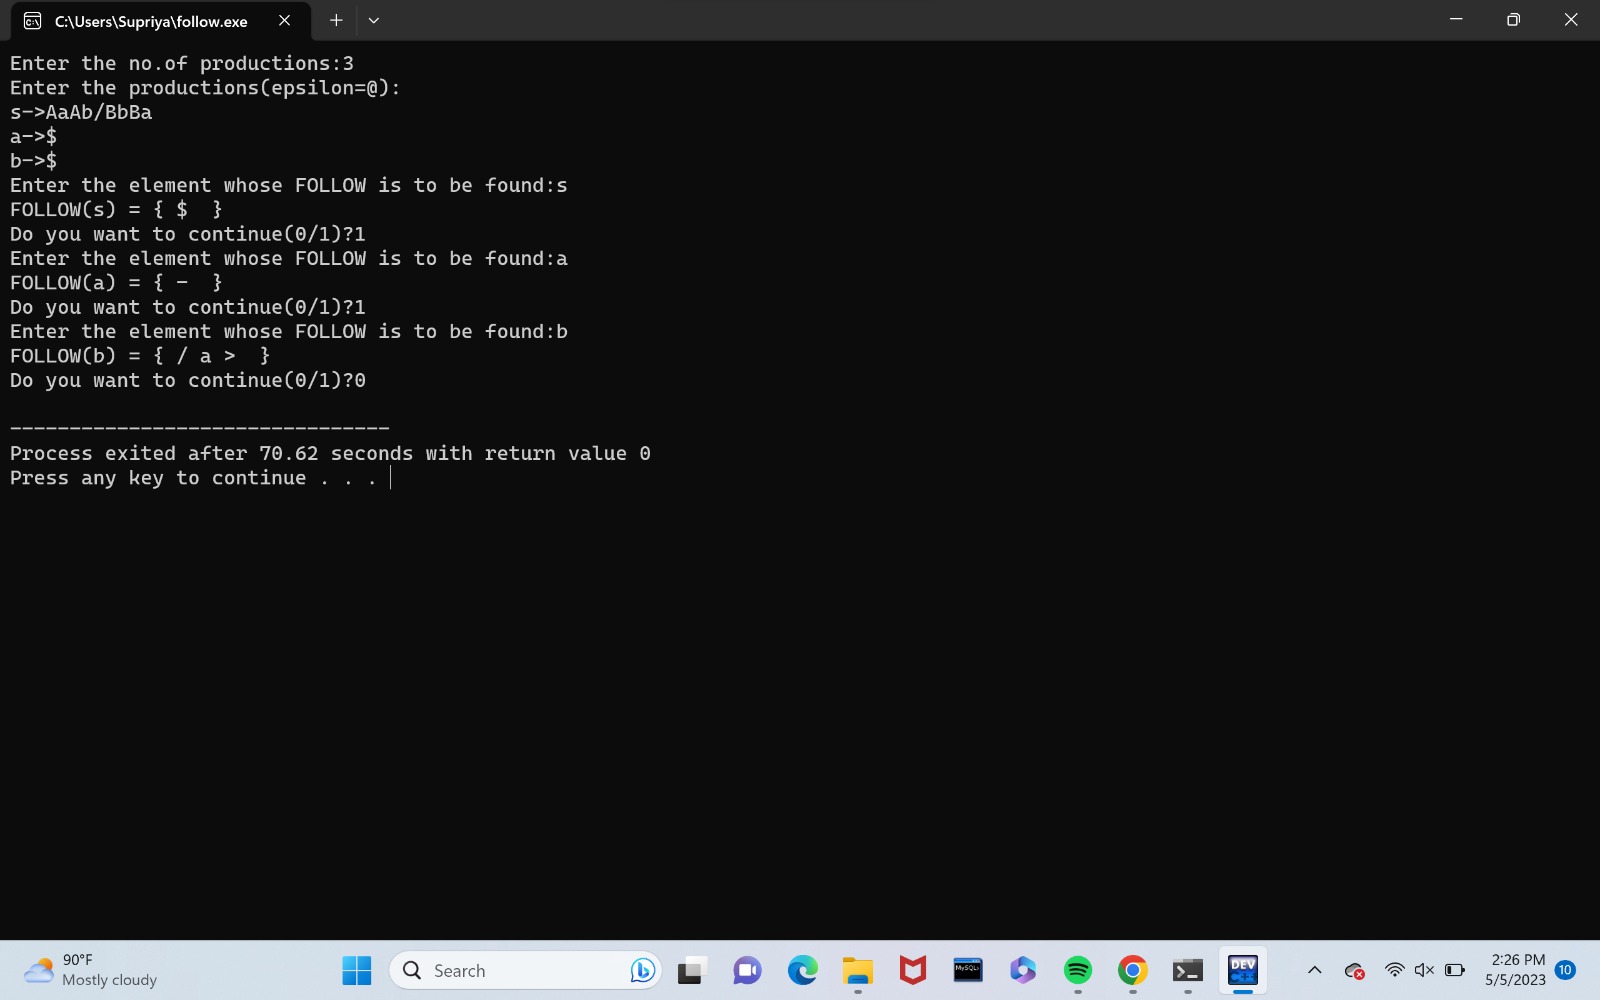 C:\Users\Supriya\follow.exe
Enter the no.of productions:3
Enter the productions(epsilon=@):
s->AaAb/BbBa
a->$
b->$
Enter the element whose FOLLOW is to be found:s
FOLLOW(s) = { $  }
Do you want to continue(0/1)?1
Enter the element whose FOLLOW is to be found:a
FOLLOW(a) = { -  }
Do you want to continue(0/1)?1
Enter the element whose FOLLOW is to be found:b
FOLLOW(b) = { / a >  }
Do you want to continue(0/1)?0
--------------------------------
Process exited after 70.62 seconds with return value 0
Press any key to continue . . .
90°F
Mostly cloudy
Search
MySQL
DEV
2:26 PM
5/5/2023
10